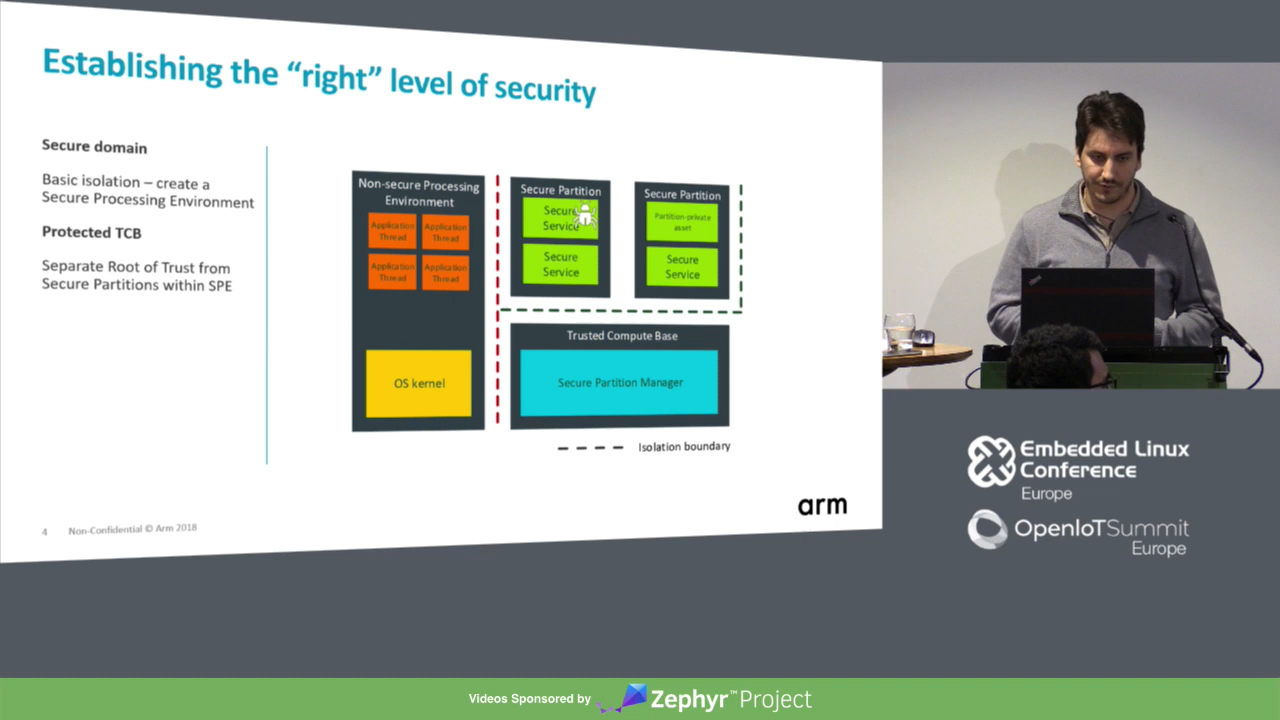 Establishing the “right” level of security
Secure domain
Basic isolation – create a
Secure Processing Environment
Protected TCB
Separate Root of Trust from
Secure Partitions within SPE
Non-secure Processing
Environment
Application
Thread
Application
Thread
Application
Thread
Application
Thread
OS kernel
Secure Partition
Secure
Service
Secure
Service
Secure Partition
Partition-private
asset
Secure
Service
Trusted Compute Base
Secure Partition Manager
Isolation boundary
arm
4 Non-Confidential © Arm 2018
Embedded Linux
Conference
Europe
OpenIoTSummit
Europe
Videos Sponsored by Zephyr™Project